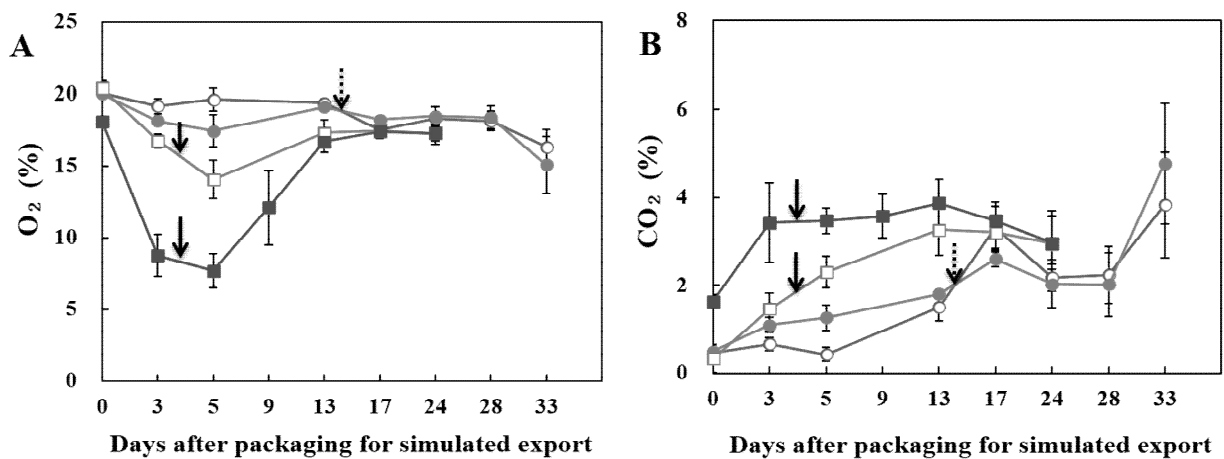 A
25
20
15
10
5
0
O₂ (%)
0 3 5 9 13 17 24 28 33
Days after packaging for simulated export
B
8
6
4
2
0
CO₂ (%)
0 3 5 9 13 17 24 28 33
Days after packaging for simulated export